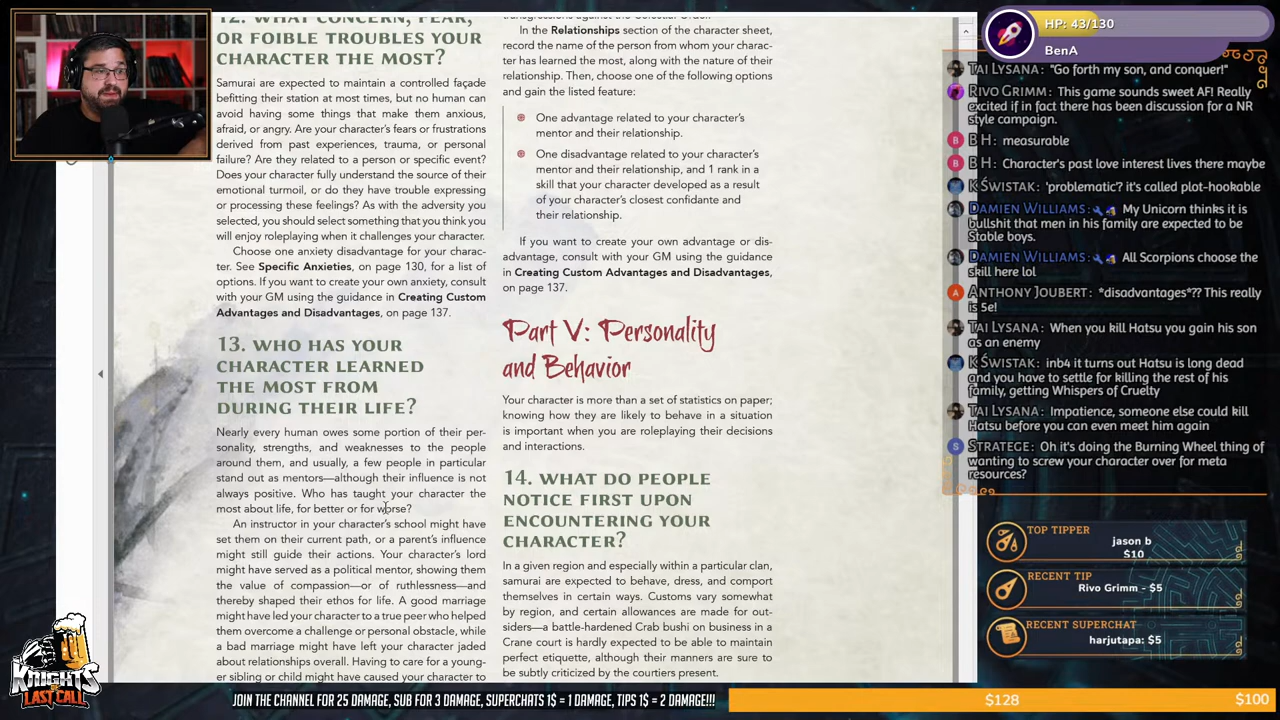 12. WHAT CONCERN, FEAR,
OR FOIBLE TROUBLES YOUR
CHARACTER THE MOST?
Samurai are expected to maintain a controlled façade
befitting their station at most times, but no human can
avoid having some things that make them anxious,
afraid, or angry. Are your character's fears or frustrations
derived from past experiences, trauma, or personal
failure? Are they related to a person or specific event?
Does your character fully understand the source of their
emotional turmoil, or do they have trouble expressing
or processing these feelings? As with the adversity you
selected, you should select something that you think you
will enjoy roleplaying when it challenges your character.
Choose one anxiety disadvantage for your charac-
ter. See Specific Anxieties, on page 130, for a list of
options. If you want to create your own anxiety, consult
with your GM using the guidance in Creating Custom
Advantages and Disadvantages, on page 137.
13. WHO HAS YOUR
CHARACTER LEARNED
THE MOST FROM
DURING THEIR LIFE?
Nearly every human owes some portion of their per-
sonality, strengths, and weaknesses to the people
around them, and usually, a few people in particular
stand out as mentors—although their influence is not
always positive. Who has taught your character the
most about life, for better or for worse?
An instructor in your character's school might have
set them on their current path, or a parent's influence
might still guide their actions. Your character's lord
might have served as a political mentor, showing them
the value of compassion—or of ruthlessness—and
thereby shaped their ethos for life. A good marriage
might have led your character to a true peer who helped
them overcome a challenge or personal obstacle, while
a bad marriage might have left your character jaded
about relationships overall. Having to care for a young-
er sibling or child might have caused your character to
transgressions against the Celestial Order.
In the Relationships section of the character sheet,
record the name of the person from whom your charac-
ter has learned the most, along with the nature of their
relationship. Then, choose one of the following options
and gain the listed feature:
One advantage related to your character's
mentor and their relationship.
One disadvantage related to your character's
mentor and their relationship, and 1 rank in a
skill that your character developed as a result
of your character's closest confidante and
their relationship.
If you want to create your own advantage or dis-
advantage, consult with your GM using the guidance
in Creating Custom Advantages and Disadvantages,
on page 137.
Part V: Personality
and Behavior
Your character is more than a set of statistics on paper;
knowing how they are likely to behave in a situation
is important when you are roleplaying their decisions
and interactions.
14. WHAT DO PEOPLE
NOTICE FIRST UPON
ENCOUNTERING YOUR
CHARACTER?
In a given region and especially within a particular clan,
samurai are expected to behave, dress, and comport
themselves in certain ways. Customs vary somewhat
by region, and certain allowances are made for out-
siders—a battle-hardened Crab bushi on business in a
Crane court is hardly expected to be able to maintain
perfect etiquette, although their manners are sure to
be subtly criticized by the courtiers present.
HP: 43/130
BenA
TAI LYSANA: "Go forth my son, and conquer!"
RIVO GRIMM: This game sounds sweet AF! Really
excited if in fact there has been discussion for a NR
style campaign.
B H: measurable
B H: Character's past love interest lives there maybe
K ŚWISTAK: 'problematic'? it's called plot-hookable
DAMIEN WILLIAMS: My Unicorn thinks it is
bullshit that men in his family are expected to be
Stable boys.
DAMIEN WILLIAMS: All Scorpions choose the
skill here lol
ANTHONY JOUBERT: *disadvantages*?? This really
is 5e!
TAI LYSANA: When you kill Hatsu you gain his son
as an enemy
K ŚWISTAK: inb4 it turns out Hatsu is long dead
and you have to settle for killing the rest of his
family, getting Whispers of Cruelty
TAI LYSANA: Impatience, someone else could kill
Hatsu before you can even meet him again
STRATEGE: Oh it's doing the Burning Wheel thing of
wanting to screw your character over for meta
resources?
TOP TIPPER
jason b
$10
RECENT TIP
Rivo Grimm - $5
RECENT SUPERCHAT
harjutapa: $5
KNIGHTS
LAST CALL
JOIN THE CHANNEL FOR 25 DAMAGE, SUB FOR 3 DAMAGE, SUPERCHATS 1$ = 1 DAMAGE, TIPS 1$ = 2 DAMAGE!!!
$128
$100